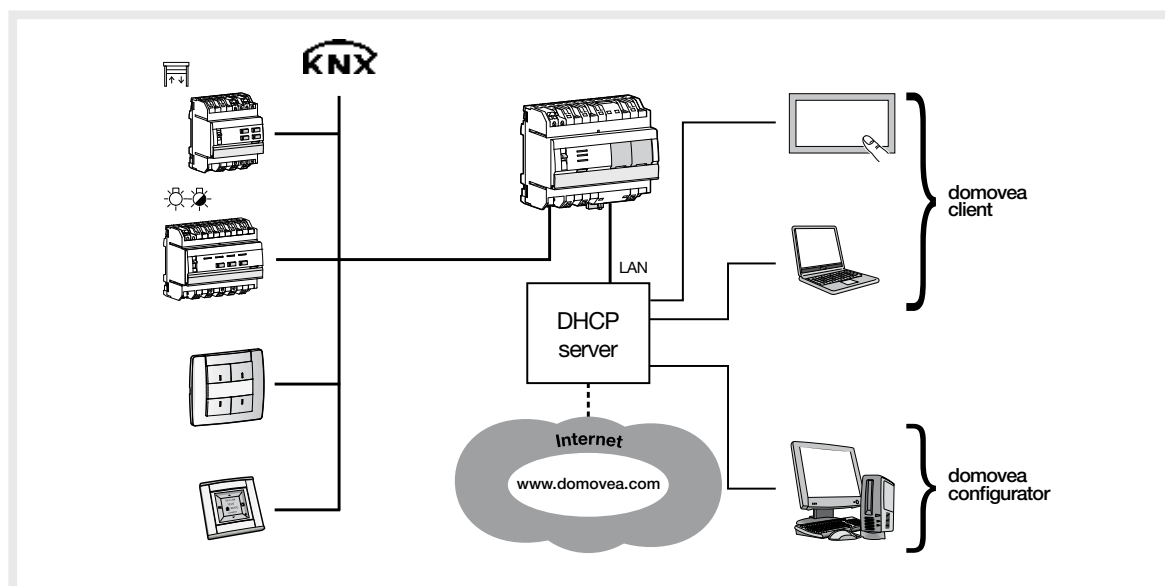 KNX
domovea
client
LAN
DHCP
server
Internet
www.domovea.com
domovea
configurator